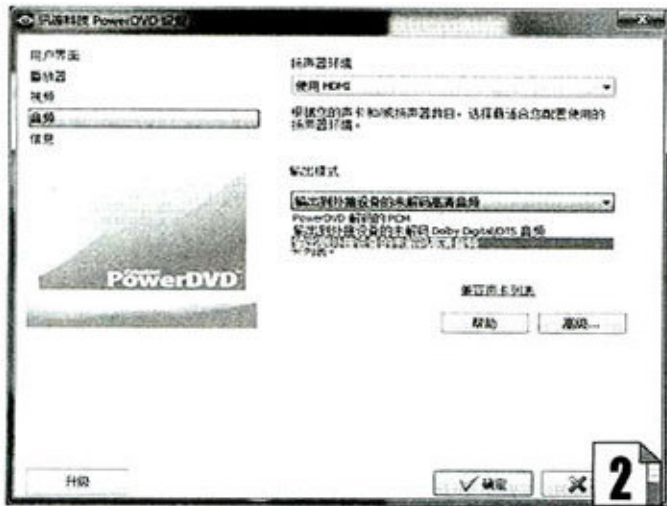 讯连科技 PowerDVD 设定
用户界面
播放器
视频
音频
信息
扬声器环境
使用 HDMI
根据您的声卡和/或扬声器数目，选择最适合您配置使用的
扬声器环境。
输出模式
输出到外接设备的未解码高清音频
PowerDVD 解码的 PCM
输出到外接设备的未解码 Dolby Digital/DTS 音频
PowerDVD
兼容声卡列表
帮助
高级...
升级
确定
2